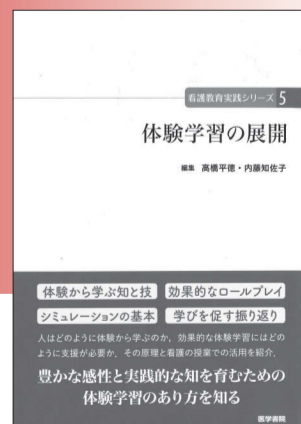 看護教育実践シリーズ 5
体験学習の展開
編集 髙橋平徳・内藤知佐子
体験から学ぶ知と技 効果的なロールプレイ
シミュレーションの基本 学びを促す振り返り
人はどのように体験から学ぶのか,効果的な体験学習にはどの
ように支援が必要か,その原理と看護の授業での活用を紹介.
豊かな感性と実践的な知を育むための
体験学習のあり方を知る
医学書院